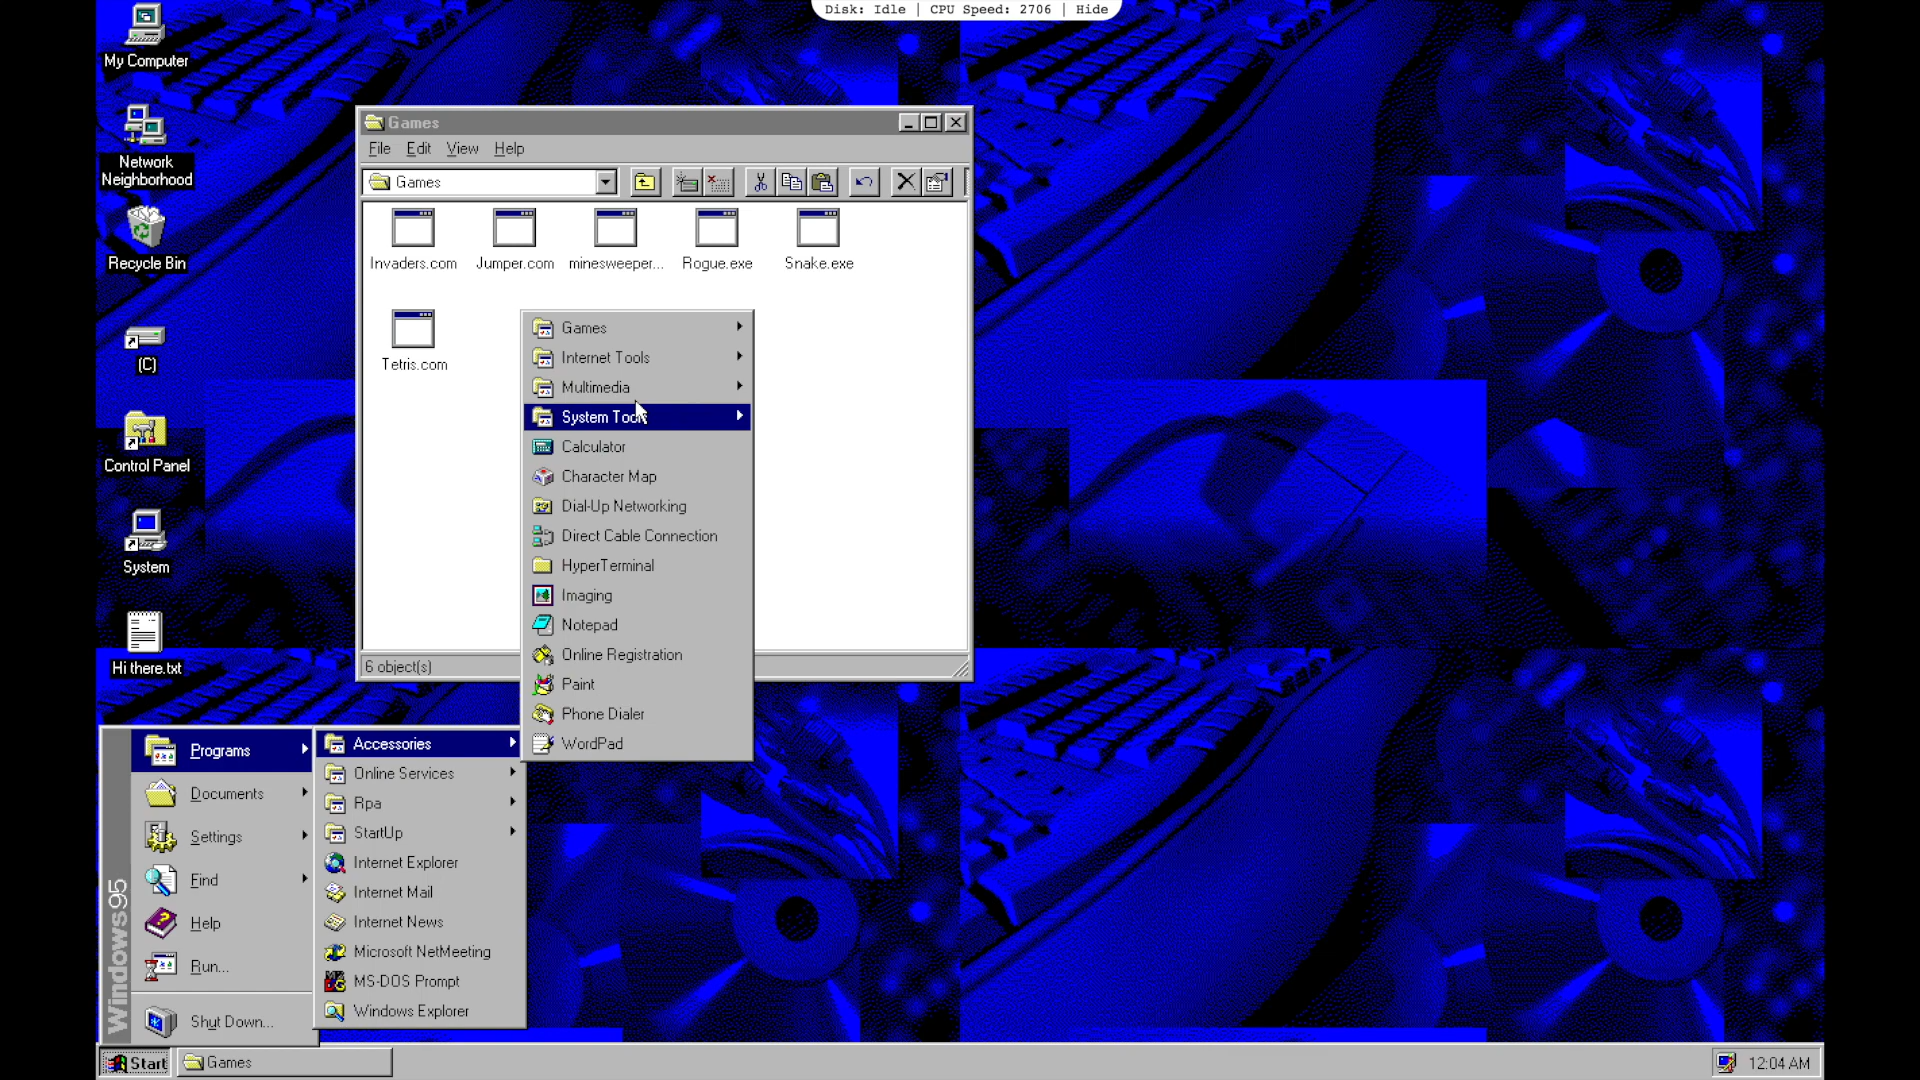 Disk: Idle | CPU Speed: 2706 | Hide
My Computer
Network
Neighborhood
Recycle Bin
(C)
Control Panel
System
Hi there.txt
Games
File Edit View Help
Games
Invaders.com Jumper.com minesweeper... Rogue.exe Snake.exe
Tetris.com
6 object(s)
Games
Internet Tools
Multimedia
System Tools
Calculator
Character Map
Dial-Up Networking
Direct Cable Connection
HyperTerminal
Imaging
Notepad
Online Registration
Paint
Phone Dialer
WordPad
Accessories
Online Services
Rpa
StartUp
Internet Explorer
Internet Mail
Internet News
Microsoft NetMeeting
MS-DOS Prompt
Windows Explorer
Programs
Documents
Settings
Find
Help
Run...
Shut Down...
Windows95
Start
Games
12:04 AM